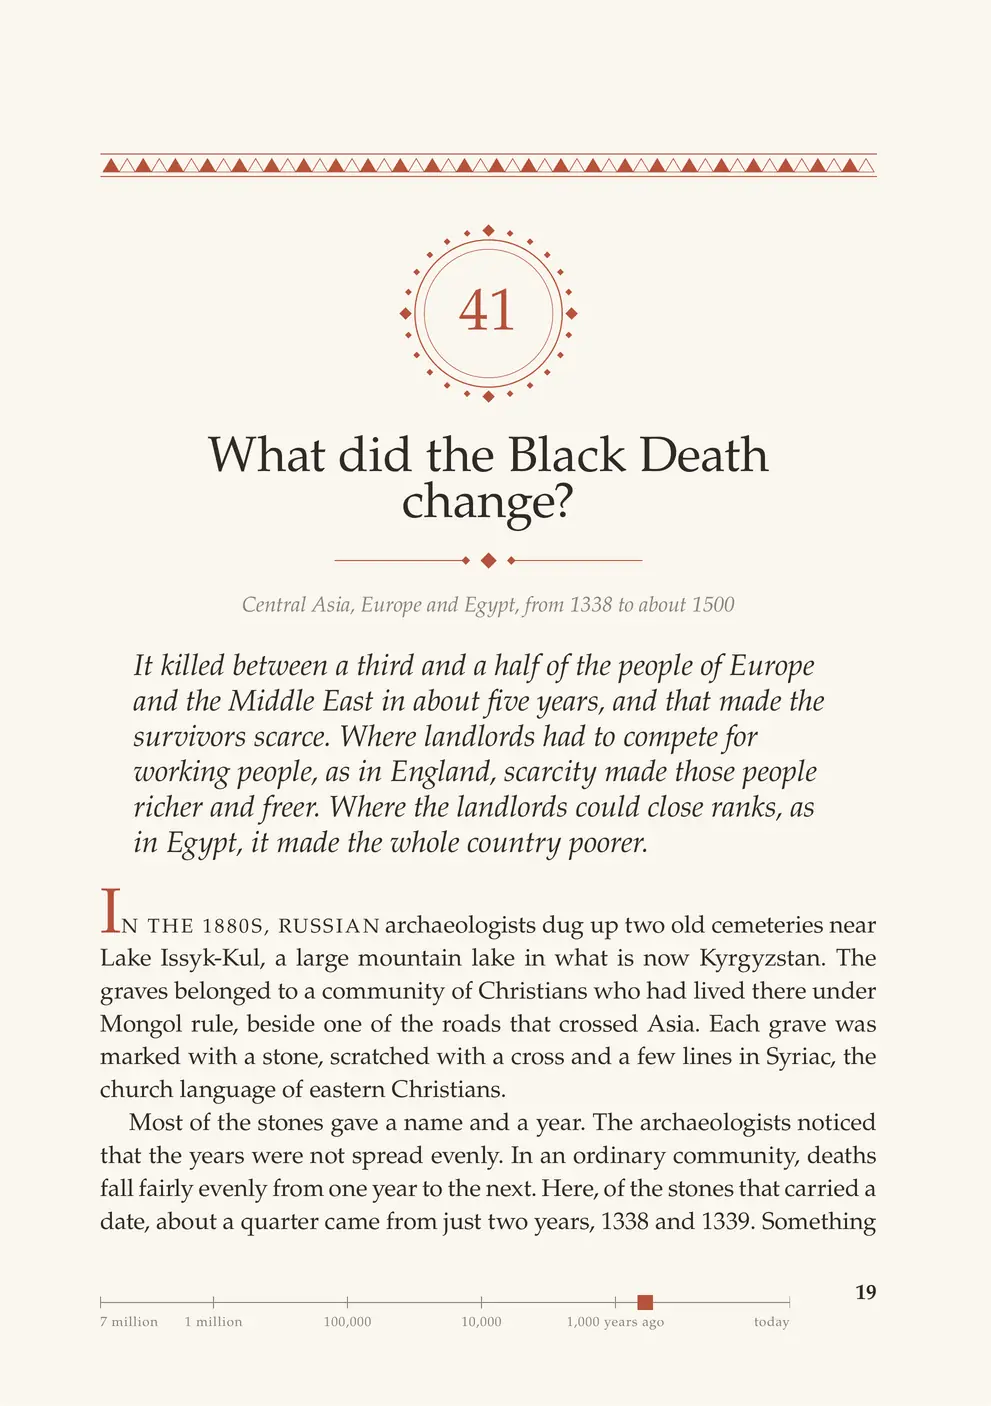 41
What did the Black Death
change?
Central Asia, Europe and Egypt, from 1338 to about 1500
It killed between a third and a half of the people of Europe
and the Middle East in about five years, and that made the
survivors scarce. Where landlords had to compete for
working people, as in England, scarcity made those people
richer and freer. Where the landlords could close ranks, as
in Egypt, it made the whole country poorer.
IN THE 1880S, RUSSIAN archaeologists dug up two old cemeteries near
Lake Issyk-Kul, a large mountain lake in what is now Kyrgyzstan. The
graves belonged to a community of Christians who had lived there under
Mongol rule, beside one of the roads that crossed Asia. Each grave was
marked with a stone, scratched with a cross and a few lines in Syriac, the
church language of eastern Christians.
Most of the stones gave a name and a year. The archaeologists noticed
that the years were not spread evenly. In an ordinary community, deaths
fall fairly evenly from one year to the next. Here, of the stones that carried a
date, about a quarter came from just two years, 1338 and 1339. Something
19
7 million 1 million 100,000 10,000 1,000 years ago today